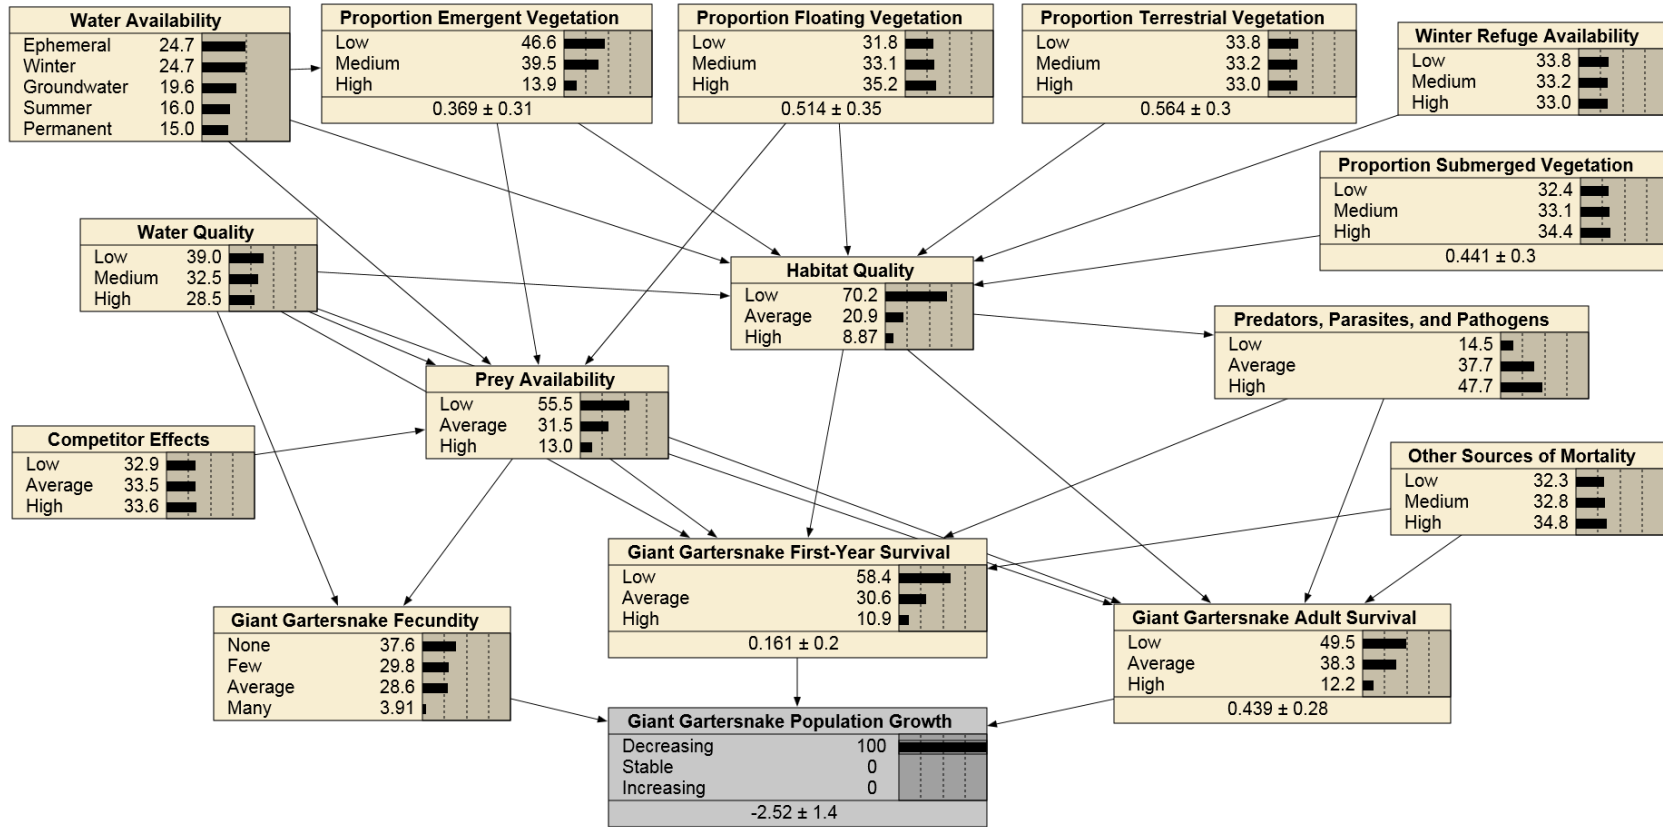 Water Availability
Ephemeral 24.7
Winter 24.7
Groundwater 19.6
Summer 16.0
Permanent 15.0
Proportion Emergent Vegetation
Low 46.6
Medium 39.5
High 13.9
0.369 ± 0.31
Proportion Floating Vegetation
Low 31.8
Medium 33.1
High 35.2
0.514 ± 0.35
Proportion Terrestrial Vegetation
Low 33.8
Medium 33.2
High 33.0
0.564 ± 0.3
Winter Refuge Availability
Low 33.8
Medium 33.2
High 33.0
Proportion Submerged Vegetation
Low 32.4
Medium 33.1
High 34.4
0.441 ± 0.3
Water Quality
Low 39.0
Medium 32.5
High 28.5
Habitat Quality
Low 70.2
Average 20.9
High 8.87
Predators, Parasites, and Pathogens
Low 14.5
Average 37.7
High 47.7
Prey Availability
Low 55.5
Average 31.5
High 13.0
Competitor Effects
Low 32.9
Average 33.5
High 33.6
Other Sources of Mortality
Low 32.3
Medium 32.8
High 34.8
Giant Gartersnake First-Year Survival
Low 58.4
Average 30.6
High 10.9
0.161 ± 0.2
Giant Gartersnake Fecundity
None 37.6
Few 29.8
Average 28.6
Many 3.91
Giant Gartersnake Adult Survival
Low 49.5
Average 38.3
High 12.2
0.439 ± 0.28
Giant Gartersnake Population Growth
Decreasing 100
Stable 0
Increasing 0
-2.52 ± 1.4